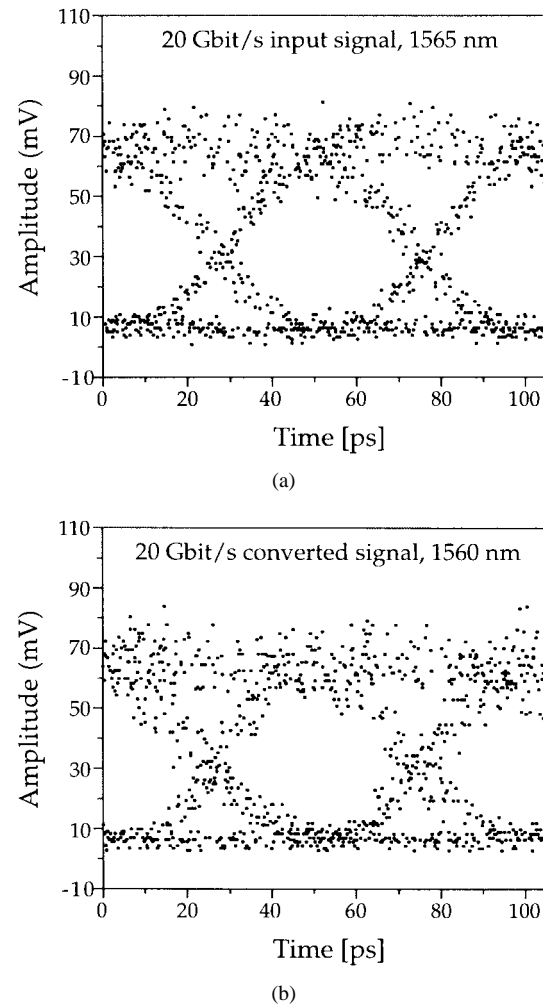 20 Gbit/s input signal, 1565 nm
Amplitude (mV)
110
90
70
50
30
10
-10
0 20 40 60 80 100
Time [ps]
(a)
20 Gbit/s converted signal, 1560 nm
Amplitude (mV)
110
90
70
50
30
10
-10
0 20 40 60 80 100
Time [ps]
(b)